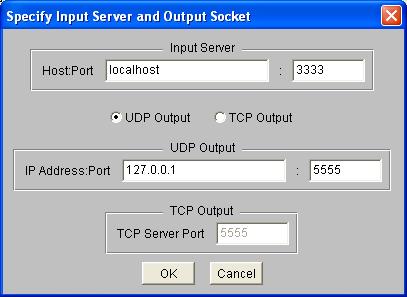 Specify Input Server and Output Socket
Input Server
Host:Port localhost : 3333
UDP Output TCP Output
UDP Output
IP Address:Port 127.0.0.1 : 5555
TCP Output
TCP Server Port 5555
OK Cancel